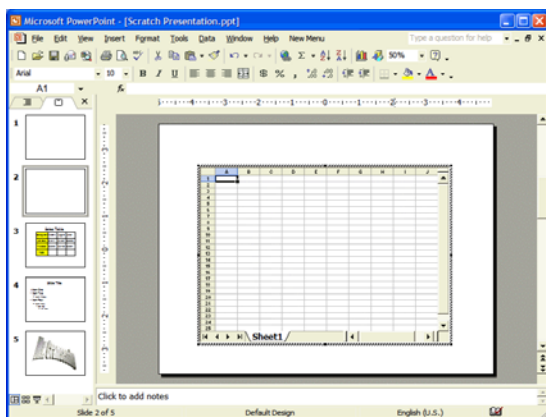 Microsoft PowerPoint - [Scratch Presentation.ppt]
File Edit View Insert Format Tools Data Window Help New Menu Type a question for help
50%
Arial 10 B I U $ % ,
A1 fx
1
2
3
4
5
A B C D E F G H I J
Sheet1
Click to add notes
Slide 2 of 5 Default Design English (U.S.)